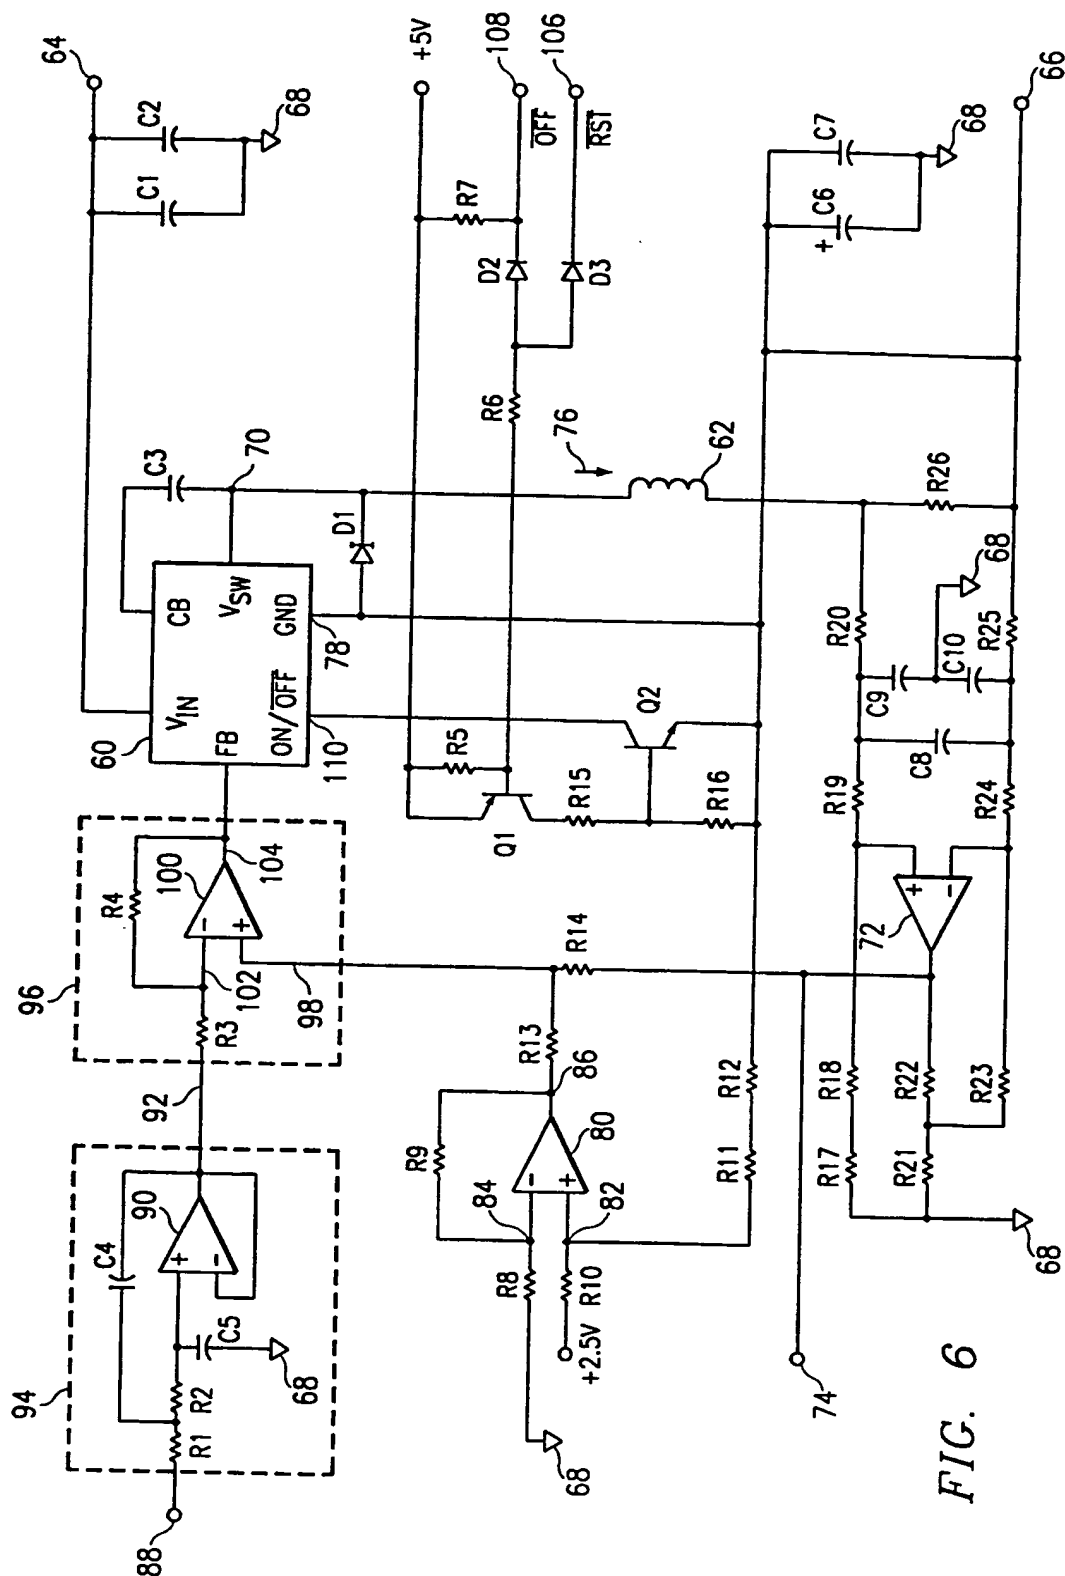 64
+5V
108
106
C2
C1
68
OFF
RST
R7
D2
D3
66
C7
C6
+
68
R6
76
62
C3
70
D1
R26
68
60
VIN
CB
VSW
FB
ON/OFF
GND
78
110
R5
Q1
R15
Q2
R16
R20
C9
C10
R25
C8
R19
R24
96
R4
100
-
+
104
102
98
R3
R14
72
+
-
92
R13
86
R12
R18
R22
R23
94
C4
90
+
-
R9
84
-
+
80
82
R11
R17
R21
R1
R2
C5
68
R8
R10
+2.5V
68
74
68
88
FIG. 6